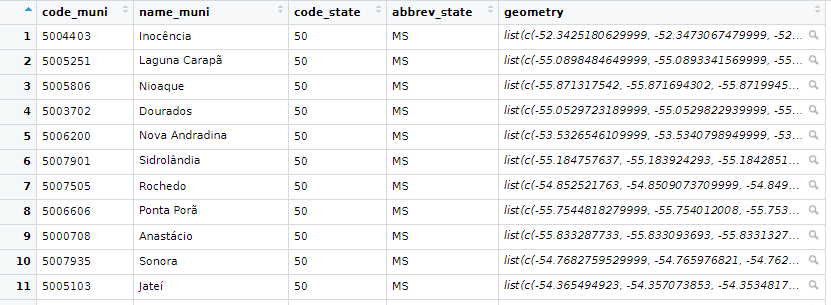 code_muni name_muni code_state abbrev_state geometry
1 5004403 Inocência 50 MS list(c(-52.3425180629999, -52.3473067479999, -52...
2 5005251 Laguna Carapã 50 MS list(c(-55.0898484649999, -55.0893341569999, -55...
3 5005806 Nioaque 50 MS list(c(-55.871317542, -55.871694302, -55.8719945...
4 5003702 Dourados 50 MS list(c(-55.0529723189999, -55.0529822939999, -55...
5 5006200 Nova Andradina 50 MS list(c(-53.5326546109999, -53.5340798949999, -53...
6 5007901 Sidrolândia 50 MS list(c(-55.184757637, -55.183924293, -55.1842851...
7 5007505 Rochedo 50 MS list(c(-54.852521763, -54.8509073709999, -54.849...
8 5006606 Ponta Porã 50 MS list(c(-55.7544818279999, -55.754012008, -55.753...
9 5000708 Anastácio 50 MS list(c(-55.833287733, -55.833093693, -55.8331327...
10 5007935 Sonora 50 MS list(c(-54.7682759529999, -54.765976821, -54.762...
11 5005103 Jateí 50 MS list(c(-54.365494923, -54.357073853, -54.3534817...